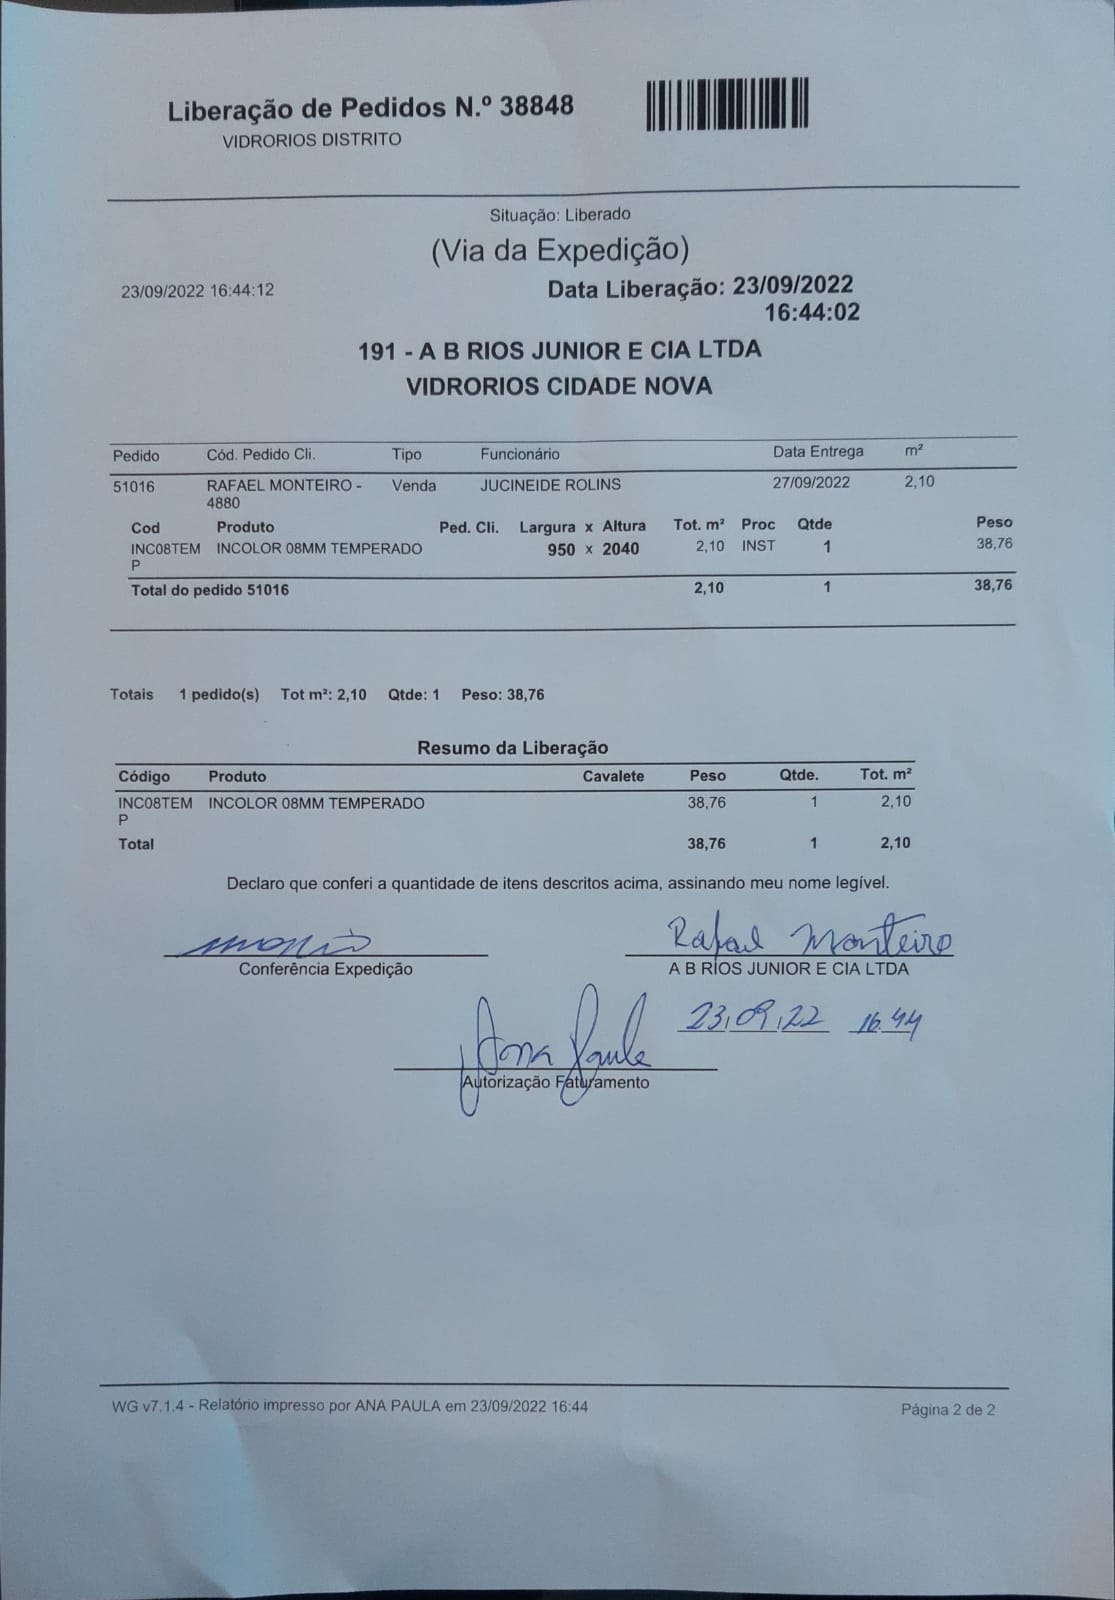 Liberação de Pedidos N.º 38848
VIDRORIOS DISTRITO
Situação: Liberado
(Via da Expedição)
23/09/2022 16:44:12
Data Liberação: 23/09/2022
16:44:02
191 - A B RIOS JUNIOR E CIA LTDA
VIDRORIOS CIDADE NOVA
Pedido Cód. Pedido Cli. Tipo Funcionário Data Entrega m²
51016 RAFAEL MONTEIRO - Venda JUCINEIDE ROLINS 27/09/2022 2,10
4880
Cod Produto Ped. Cli. Largura x Altura Tot. m² Proc Qtde Peso
INC08TEM INCOLOR 08MM TEMPERADO 950 x 2040 2,10 INST 1 38,76
P
Total do pedido 51016 2,10 1 38,76
Totais 1 pedido(s) Tot m²: 2,10 Qtde: 1 Peso: 38,76
Resumo da Liberação
Código Produto Cavalete Peso Qtde. Tot. m²
INC08TEM INCOLOR 08MM TEMPERADO 38,76 1 2,10
P
Total 38,76 1 2,10
Declaro que conferi a quantidade de itens descritos acima, assinando meu nome legível.
Rafael Monteiro
Conferência Expedição A B RIOS JUNIOR E CIA LTDA
23,09,22 16.44
Ana Paula
Autorização Faturamento
WG v7.1.4 - Relatório impresso por ANA PAULA em 23/09/2022 16:44 Página 2 de 2